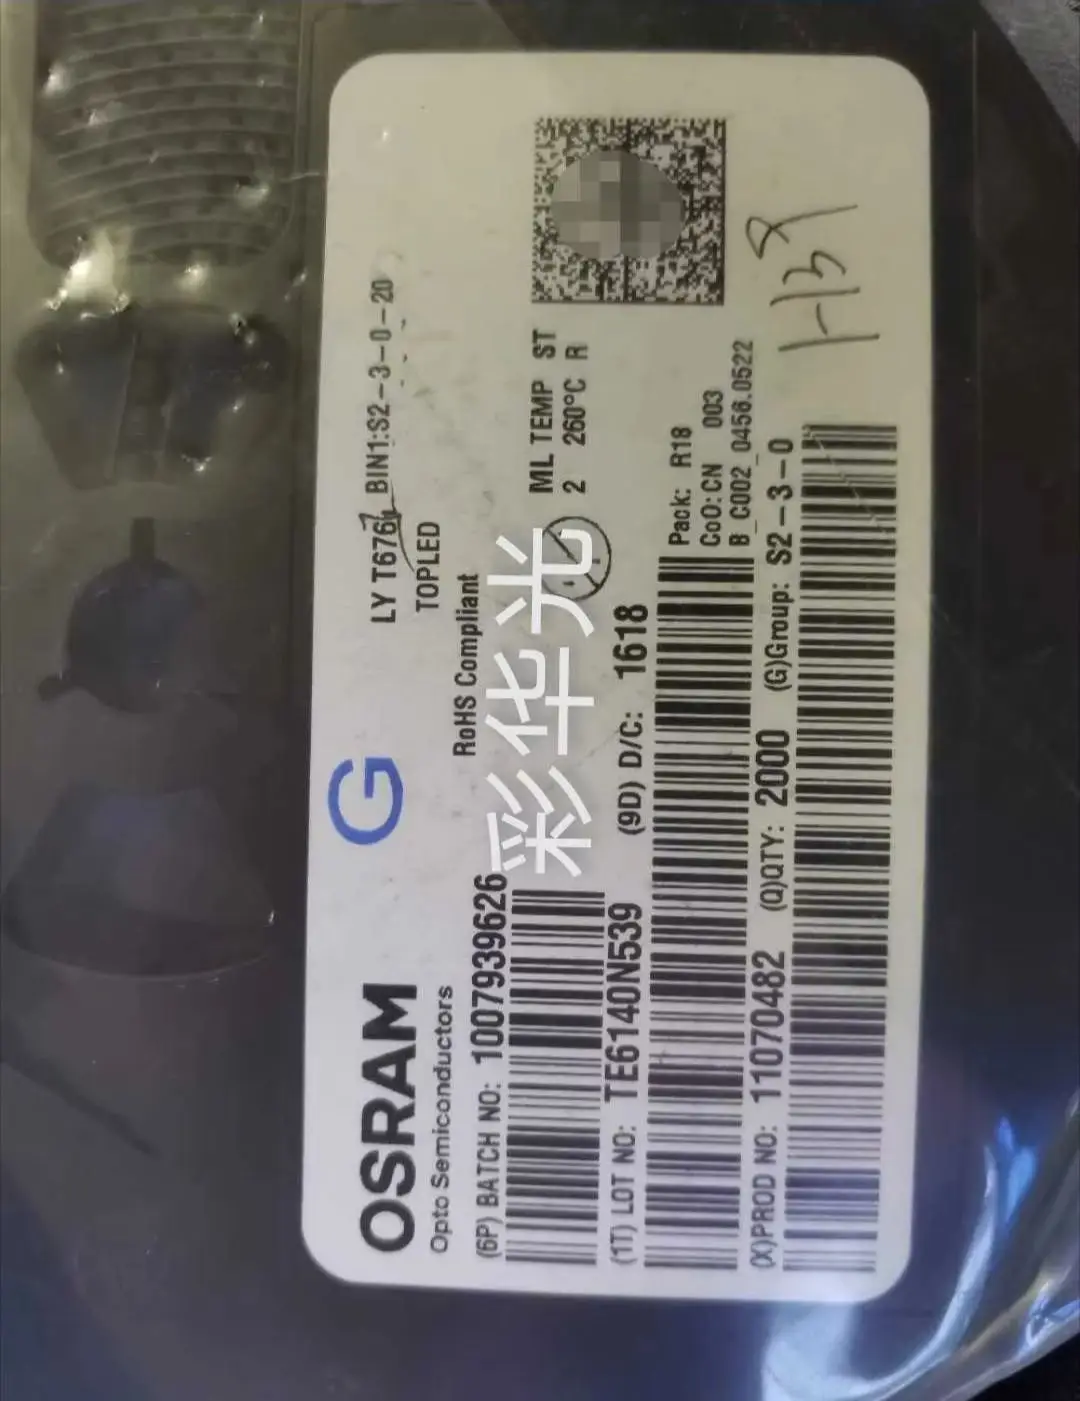 OSRAM
G
Opto Semiconductors
LY T676 BIN1:S2-3-0-20
7
TOPLED
RoHS Compliant
ML TEMP ST
2 260°C R
(6P) BATCH NO: 1007939626
彩华光
(1T) LOT NO: TE6140N539 (9D) D/C: 1618
Pack: R18
CoO: CN 003
B_C002_0456.0522
(X)PROD NO: 11070482 (Q)QTY: 2000 (G)Group: S2-3-0